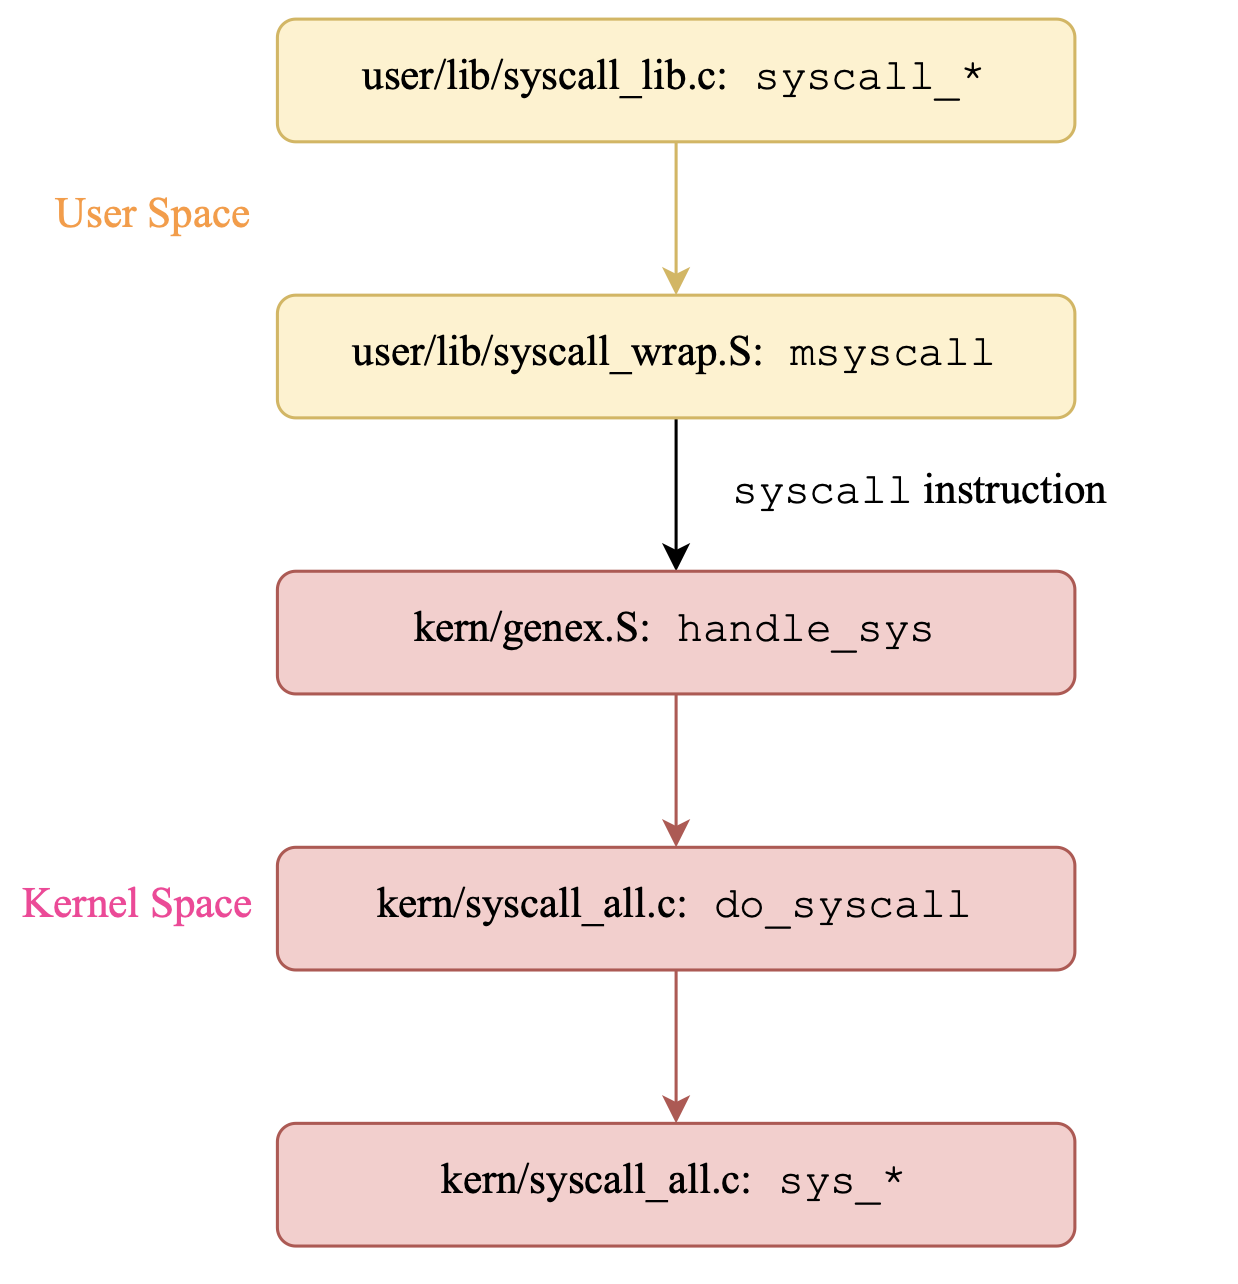 user/lib/syscall_lib.c: syscall_*
User Space
user/lib/syscall_wrap.S: msyscall
syscall instruction
kern/genex.S: handle_sys
Kernel Space
kern/syscall_all.c: do_syscall
kern/syscall_all.c: sys_*